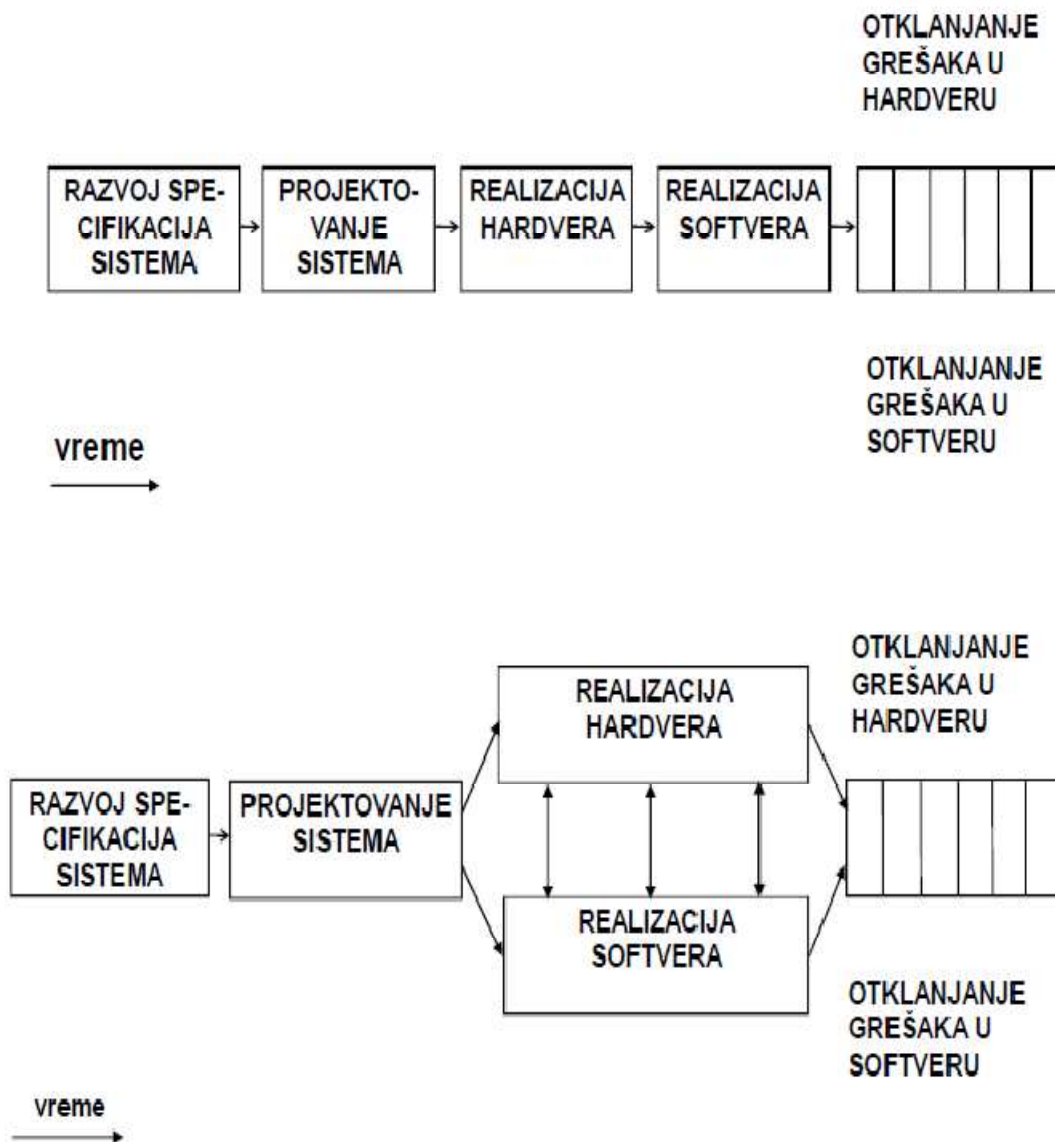 OTKLANJANJE
GREŠAKA U
HARDVERU
RAZVOJ SPE-
CIFIKACIJA
SISTEMA
PROJEKTO-
VANJE
SISTEMA
REALIZACIJA
HARDVERA
REALIZACIJA
SOFTVERA
OTKLANJANJE
GREŠAKA U
SOFTVERU
vreme
OTKLANJANJE
GREŠAKA U
HARDVERU
REALIZACIJA
HARDVERA
RAZVOJ SPE-
CIFIKACIJA
SISTEMA
PROJEKTOVANJE
SISTEMA
REALIZACIJA
SOFTVERA
OTKLANJANJE
GREŠAKA U
SOFTVERU
vreme